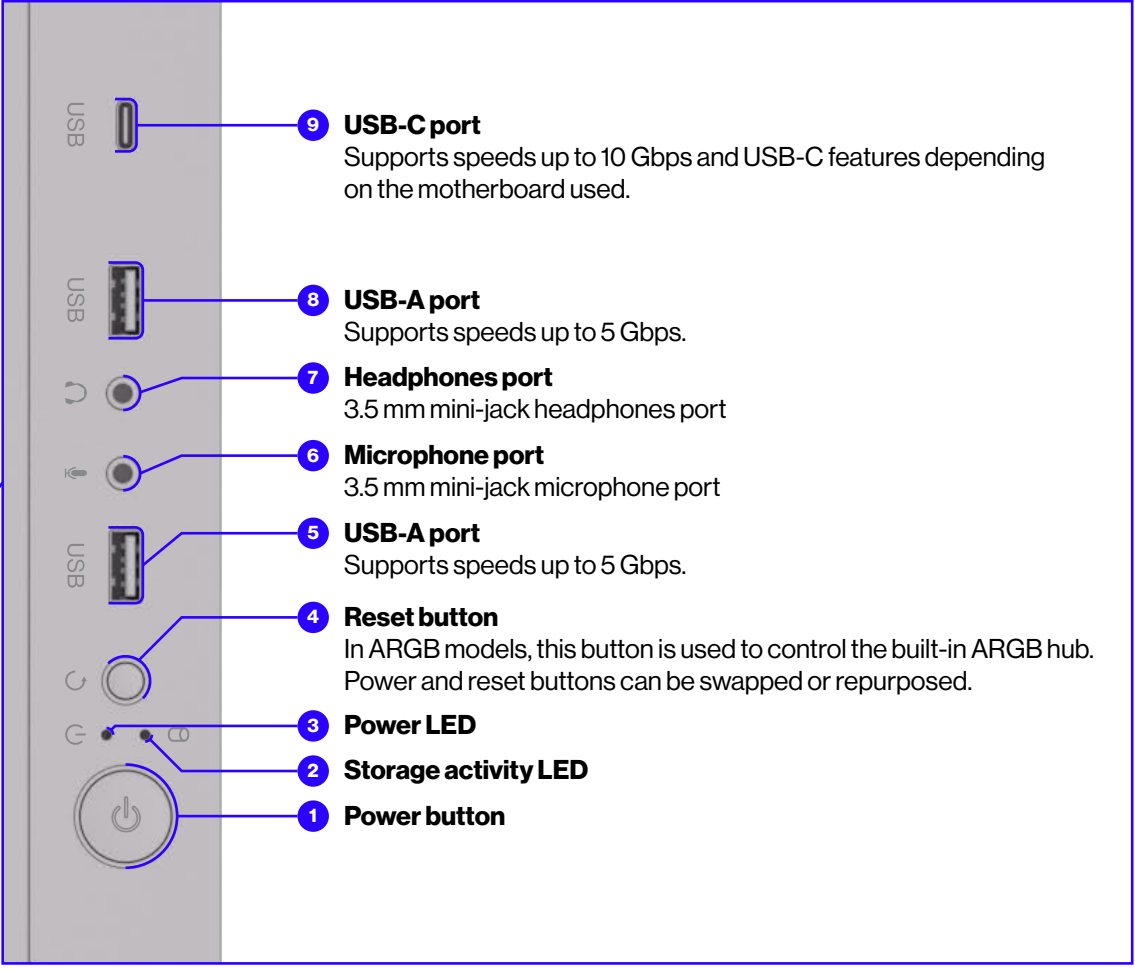 USB
9 USB-C port
Supports speeds up to 10 Gbps and USB-C features depending
on the motherboard used.
USB
8 USB-A port
Supports speeds up to 5 Gbps.
7 Headphones port
3.5 mm mini-jack headphones port
6 Microphone port
3.5 mm mini-jack microphone port
USB
5 USB-A port
Supports speeds up to 5 Gbps.
4 Reset button
In ARGB models, this button is used to control the built-in ARGB hub.
Power and reset buttons can be swapped or repurposed.
3 Power LED
2 Storage activity LED
1 Power button